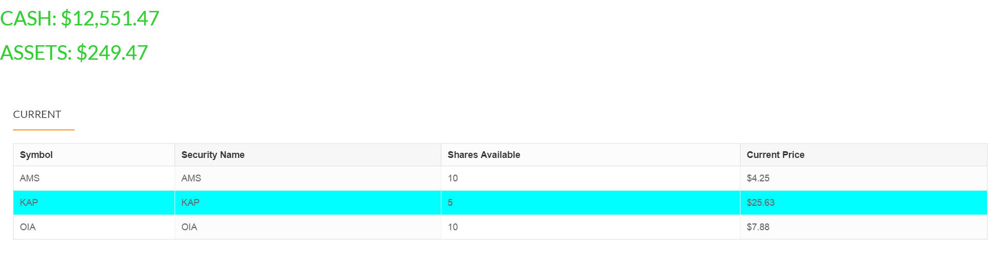 CASH: $12,551.47
ASSETS: $249.47
CURRENT
Symbol Security Name Shares Available Current Price
AMS AMS 10 $4.25
KAP KAP 5 $25.63
OIA OIA 10 $7.88